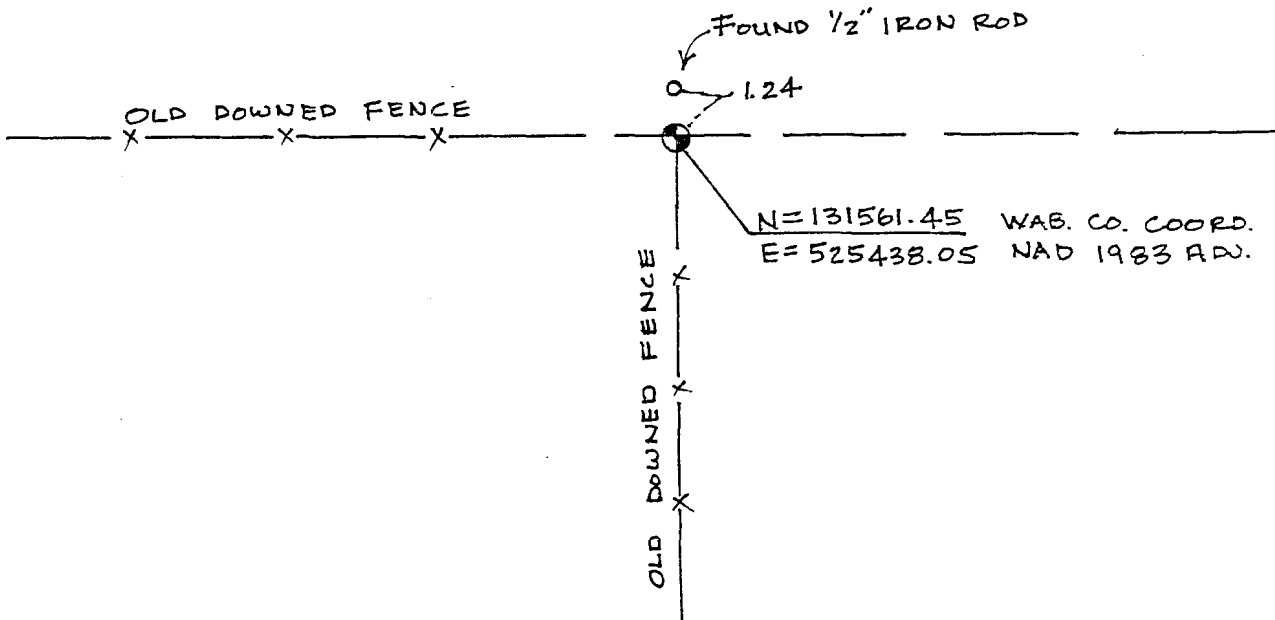 FOUND 1/2" IRON ROD
1.24
OLD DOWNED FENCE
N=131561.45 WAB. CO. COORD.
E=525438.05 NAD 1983 ADJ.
OLD DOWNED FENCE